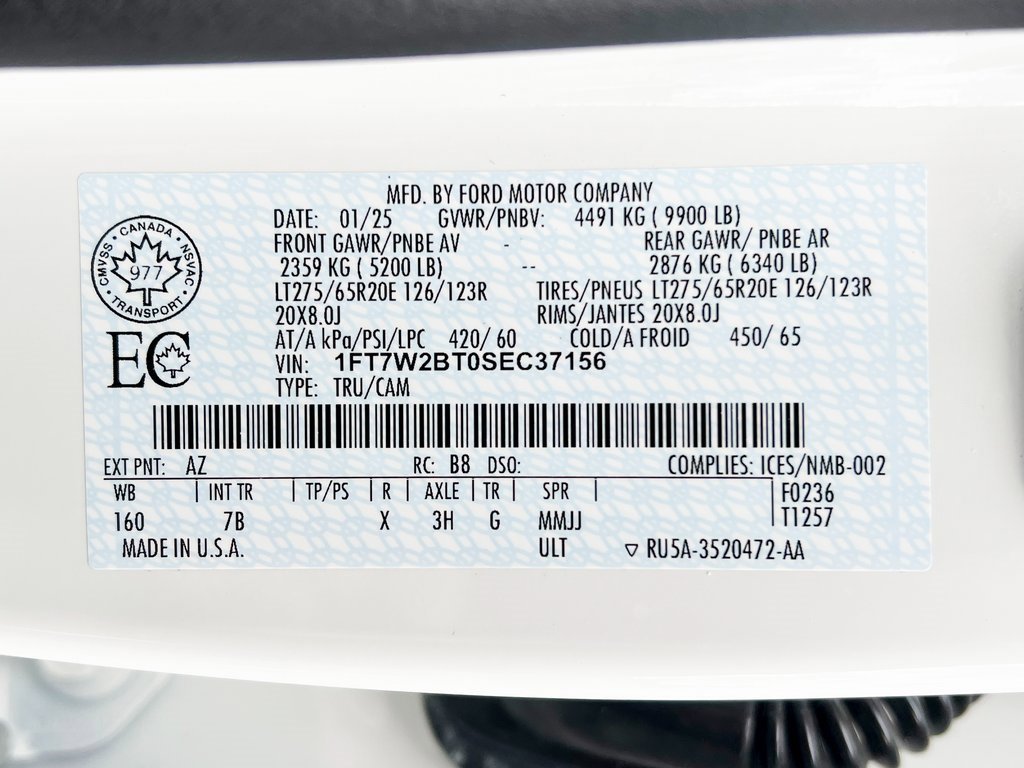 MFD. BY FORD MOTOR COMPANY
DATE: 01/25 GVWR/PNBV: 4491 KG ( 9900 LB)
FRONT GAWR/PNBE AV - REAR GAWR/ PNBE AR
2359 KG ( 5200 LB) -- 2876 KG ( 6340 LB)
LT275/65R20E 126/123R TIRES/PNEUS LT275/65R20E 126/123R
20X8.0J RIMS/JANTES 20X8.0J
AT/A kPa/PSI/LPC 420/ 60 COLD/A FROID 450/ 65
VIN: 1FT7W2BT0SEC37156
TYPE: TRU/CAM
CANADA
CMVSS • NSVAC
977
• TRANSPORT •
EC
EXT PNT: AZ RC: B8 DSO: COMPLIES: ICES/NMB-002
WB | INT TR | TP/PS | R | AXLE | TR | SPR | F0236
160 7B X 3H G MMJJ T1257
MADE IN U.S.A. ULT ▽ RU5A-3520472-AA